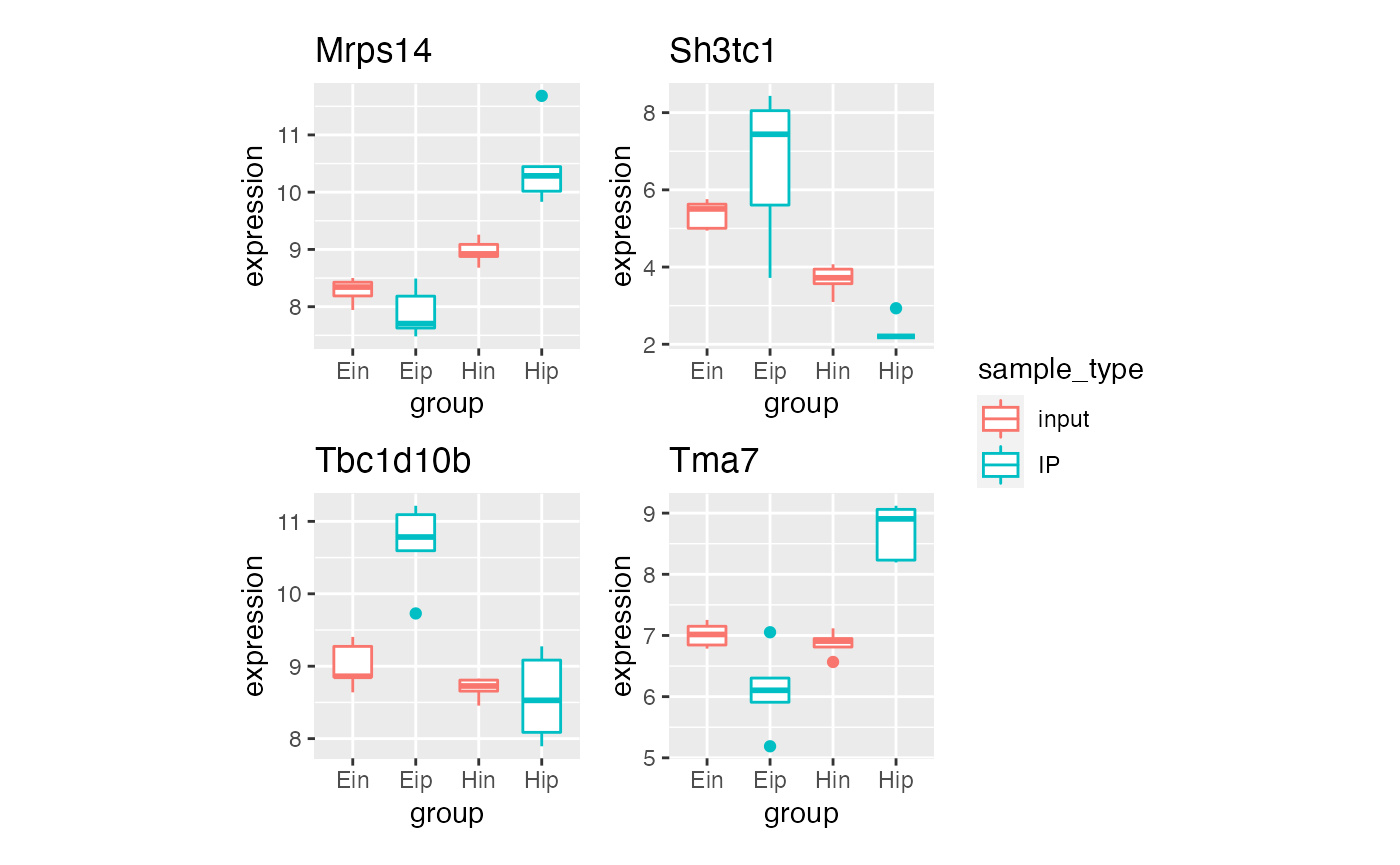 Mrps14
Sh3tc1
expression
11
10
9
8
Ein Eip Hin Hip
group
expression
8
6
4
2
Ein Eip Hin Hip
group
Tbc1d10b
Tma7
expression
11
10
9
8
Ein Eip Hin Hip
group
expression
9
8
7
6
5
Ein Eip Hin Hip
group
sample_type
input
IP